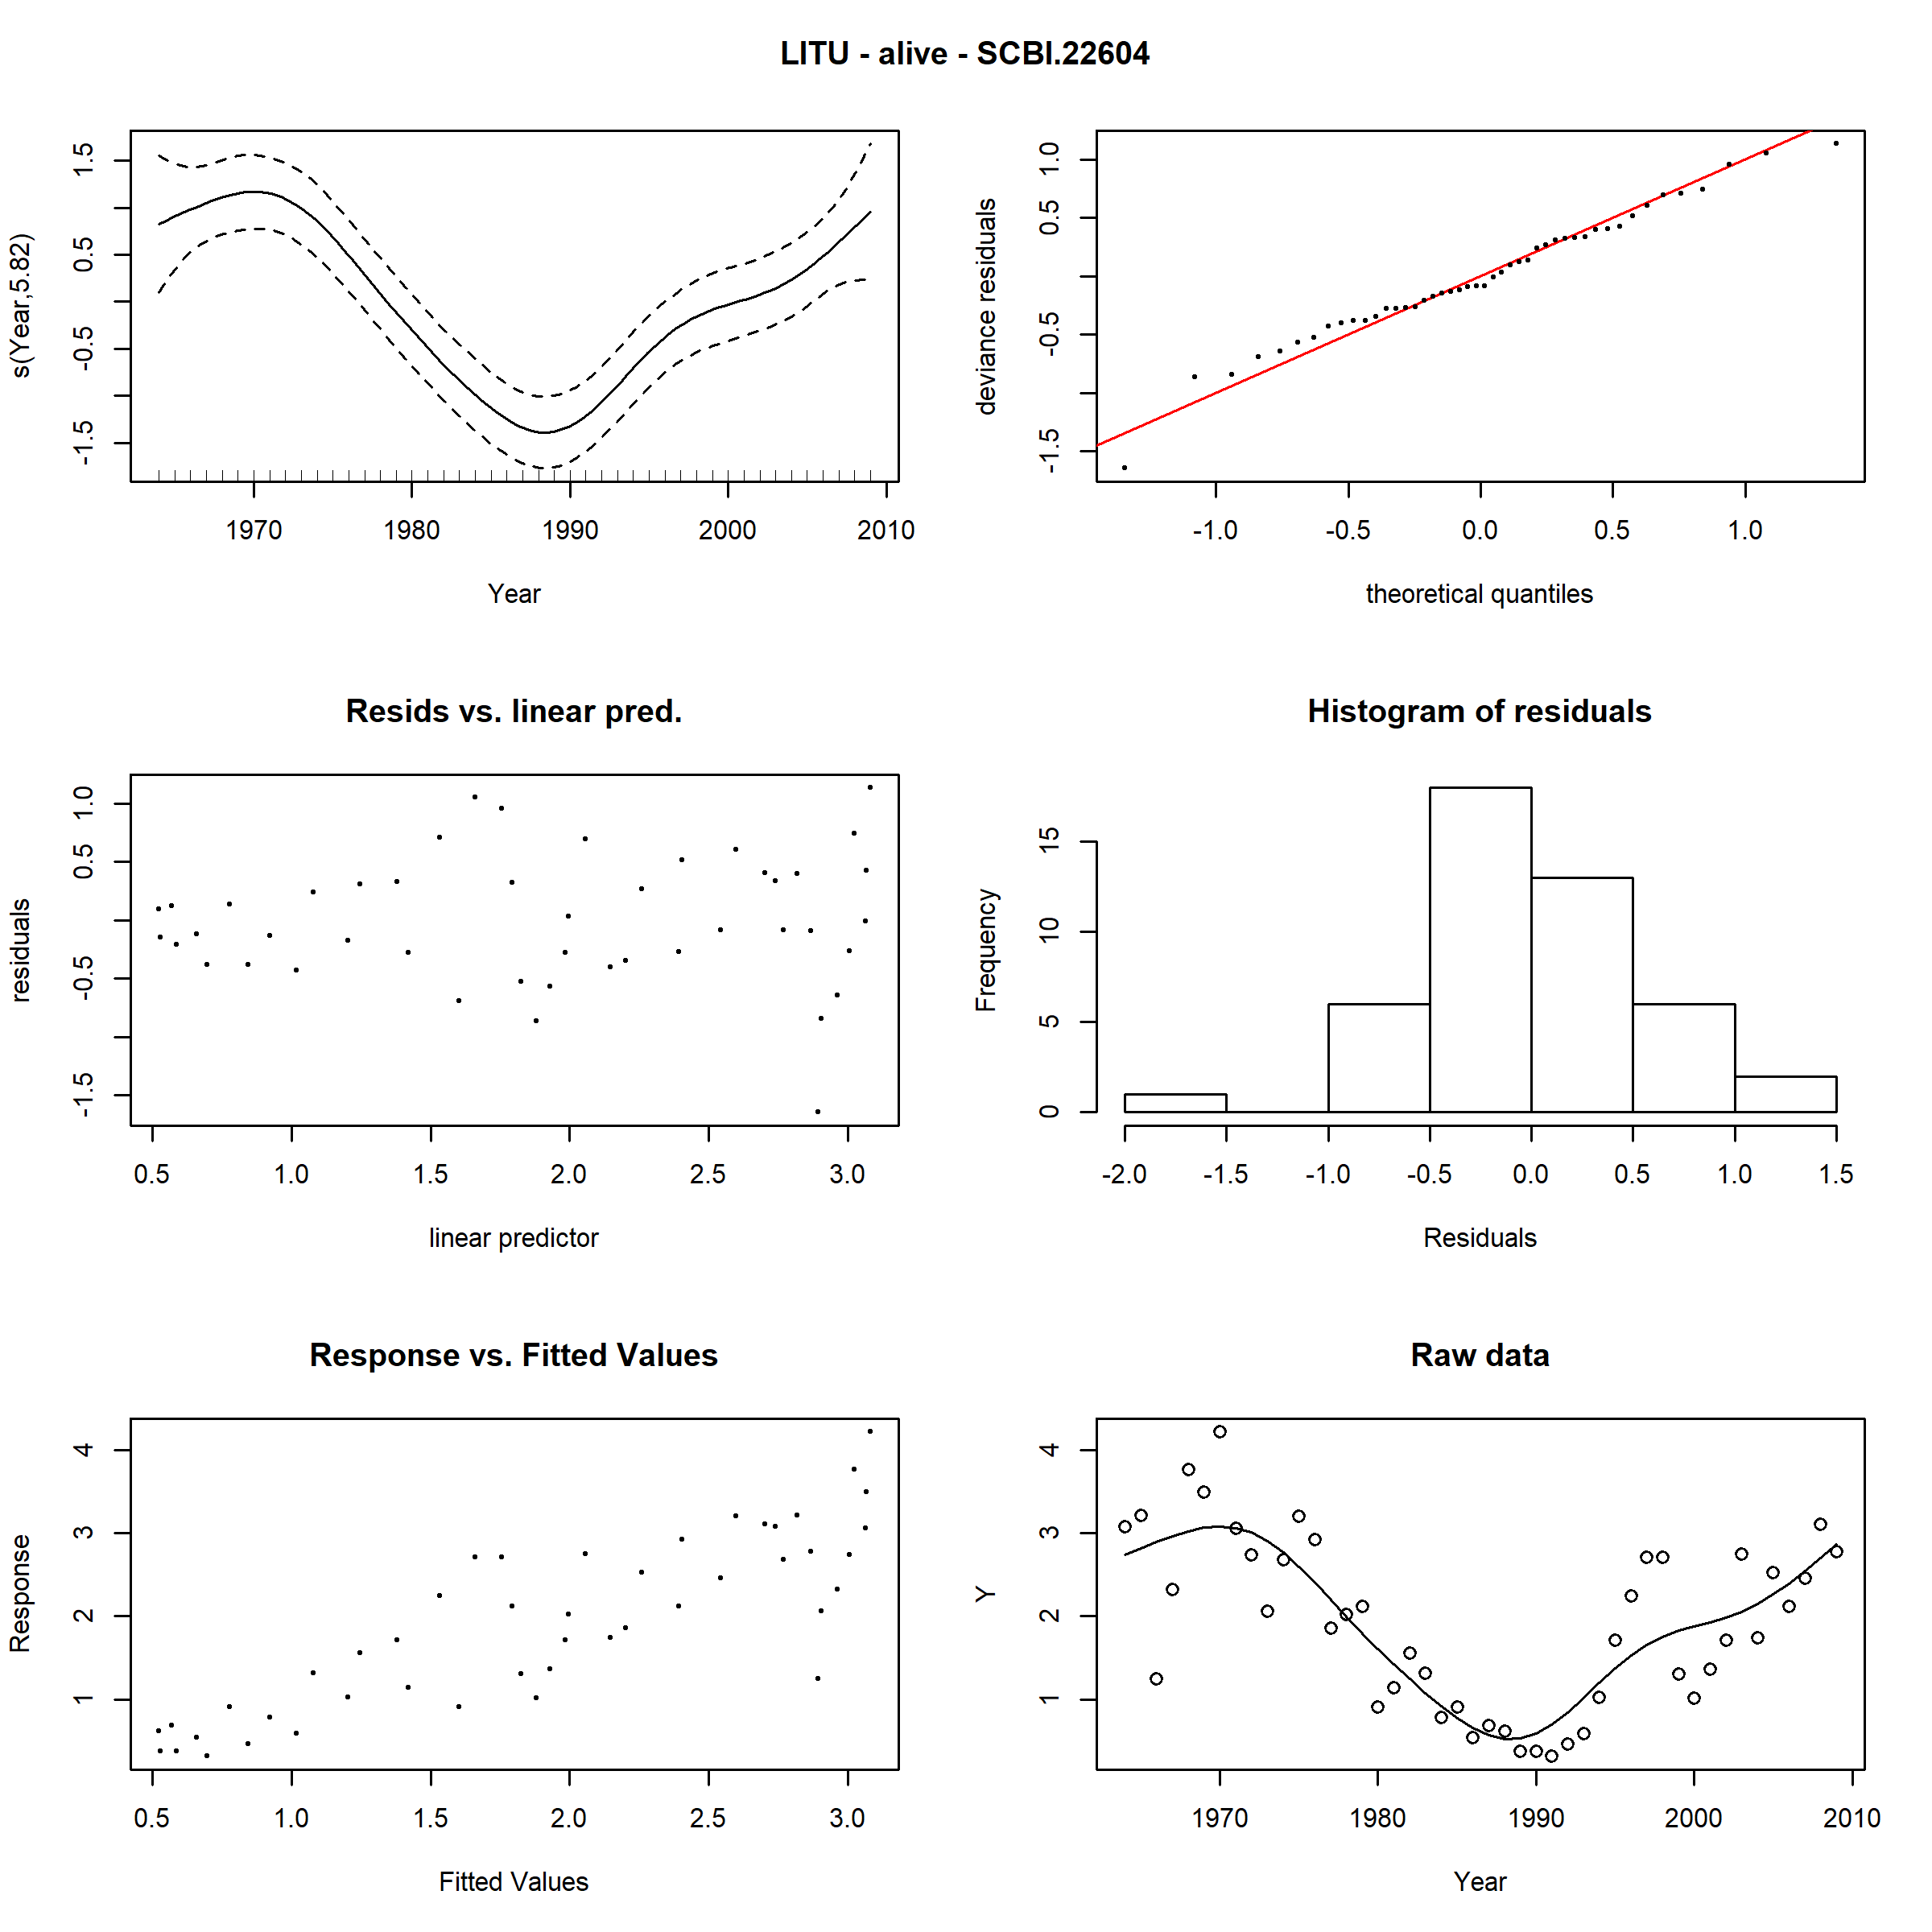 LITU - alive - SCBI.22604
s(Year,5.82)
-1.5 -0.5 0.5 1.5
1970 1980 1990 2000 2010
Year
deviance residuals
-1.5 -0.5 0.5 1.0
-1.0 -0.5 0.0 0.5 1.0
theoretical quantiles
Resids vs. linear pred.
residuals
-1.5 -0.5 0.5 1.0
0.5 1.0 1.5 2.0 2.5 3.0
linear predictor
Histogram of residuals
Frequency
0 5 10 15
-2.0 -1.5 -1.0 -0.5 0.0 0.5 1.0 1.5
Residuals
Response vs. Fitted Values
Response
1 2 3 4
0.5 1.0 1.5 2.0 2.5 3.0
Fitted Values
Raw data
Y
1 2 3 4
1970 1980 1990 2000 2010
Year